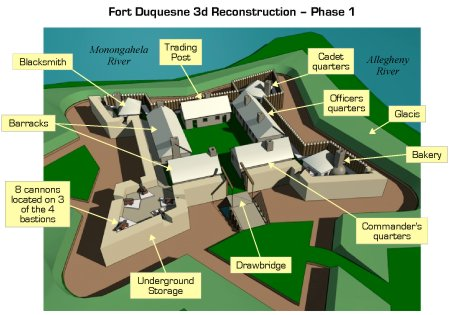 Fort Duquesne 3d Reconstruction – Phase 1
Monongahela
River
Trading
Post
Cadet
quarters
Allegheny
River
Blacksmith
Officers
quarters
Barracks
Glacis
Bakery
8 cannons
located on 3
of the 4
bastions
Commander's
quarters
Underground
Storage
Drawbridge